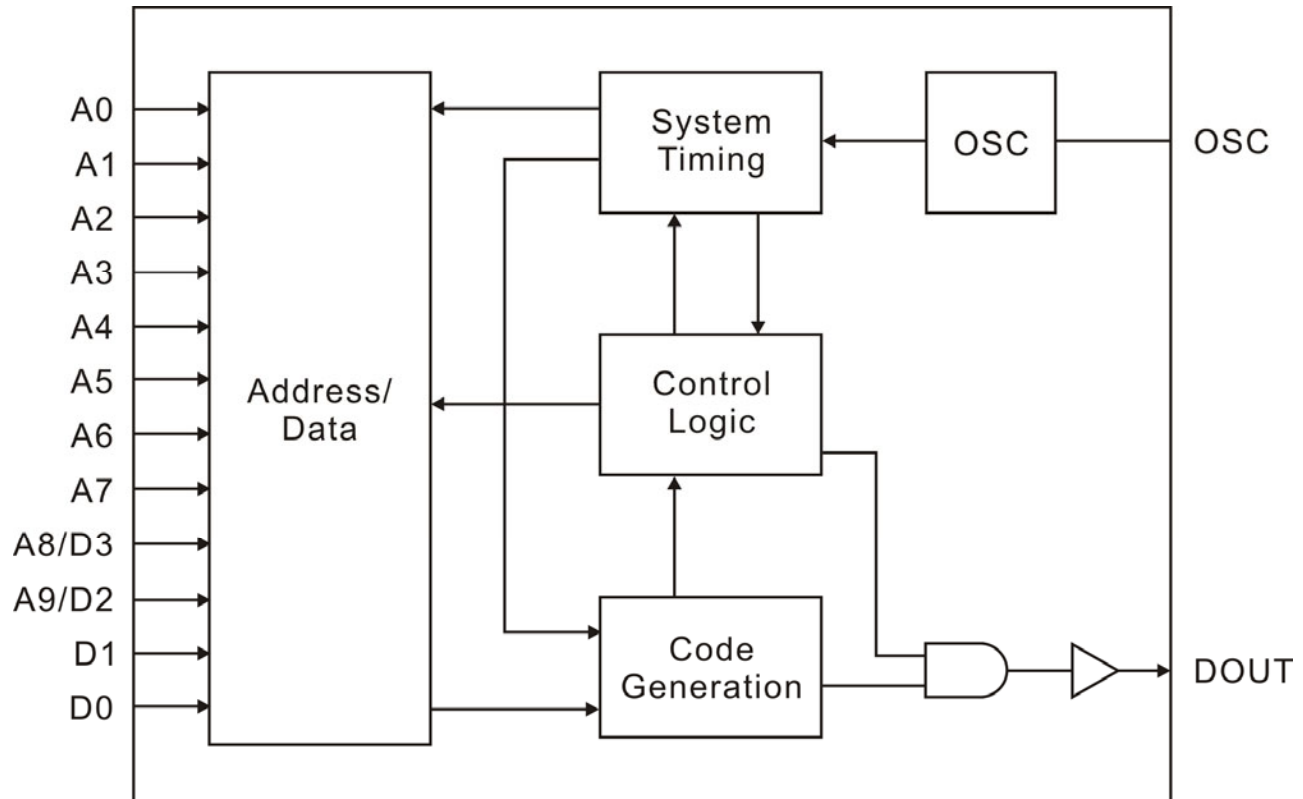 A0
A1
A2
A3
A4
A5
A6
A7
A8/D3
A9/D2
D1
D0
Address/
Data
System
Timing
Control
Logic
Code
Generation
OSC
OSC
DOUT